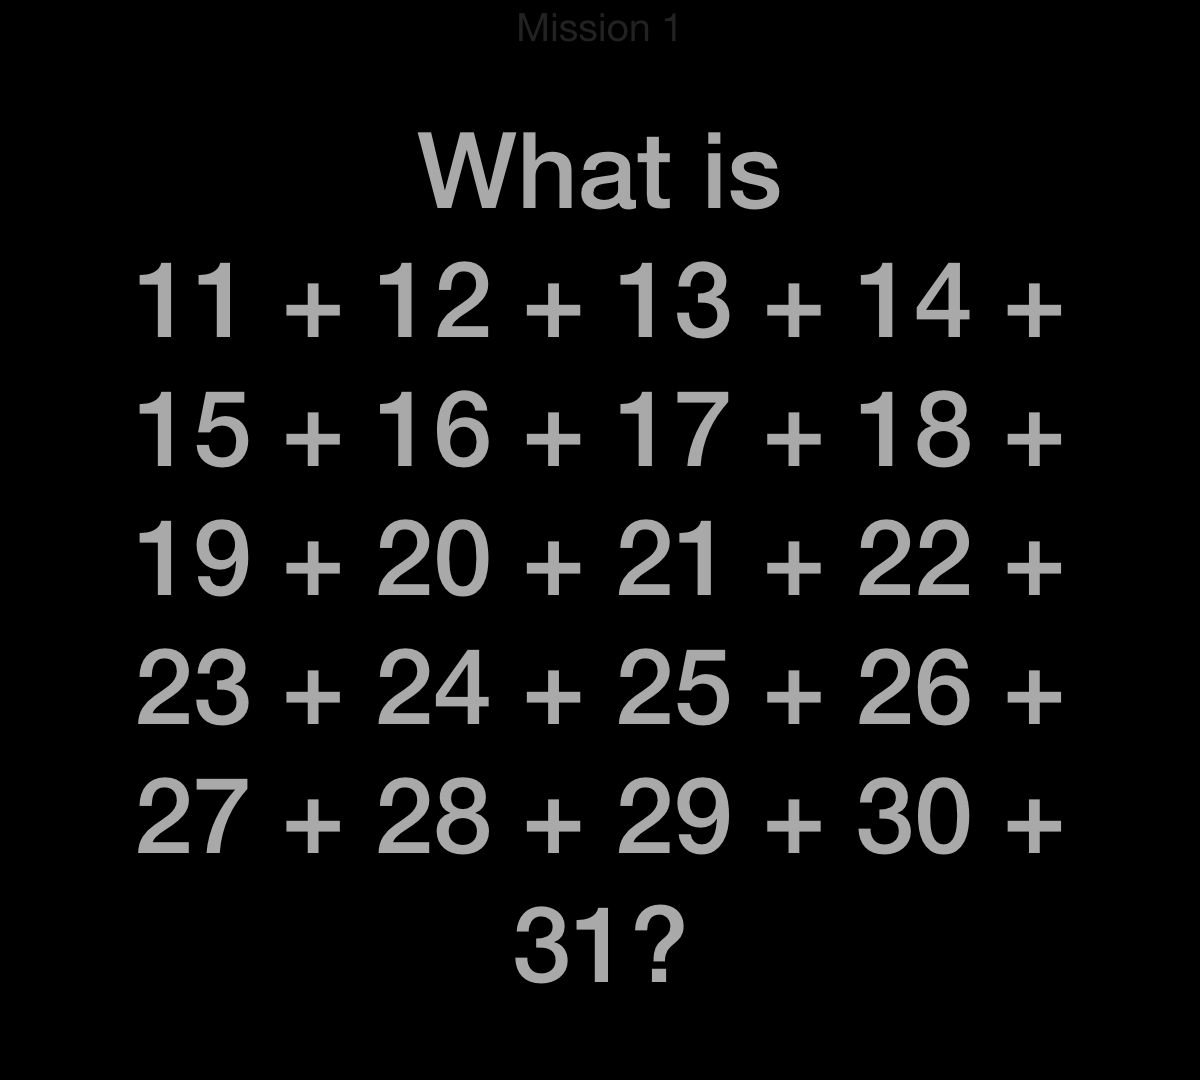 Mission 1
What is
11 + 12 + 13 + 14 +
15 + 16 + 17 + 18 +
19 + 20 + 21 + 22 +
23 + 24 + 25 + 26 +
27 + 28 + 29 + 30 +
31?